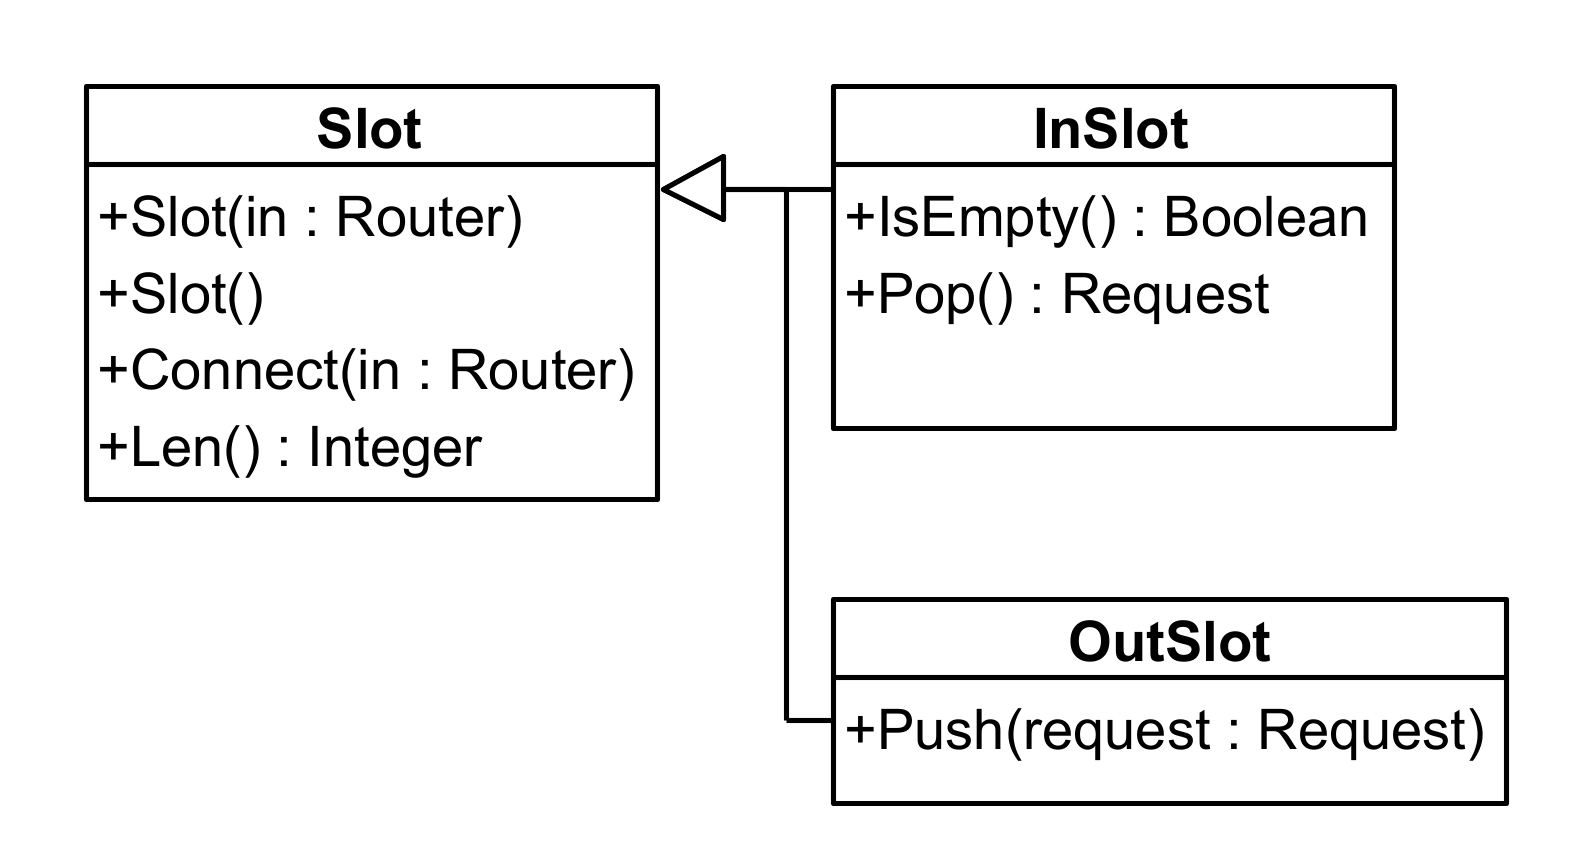 Slot
+Slot(in : Router)
+Slot()
+Connect(in : Router)
+Len() : Integer
InSlot
+IsEmpty() : Boolean
+Pop() : Request
OutSlot
+Push(request : Request)